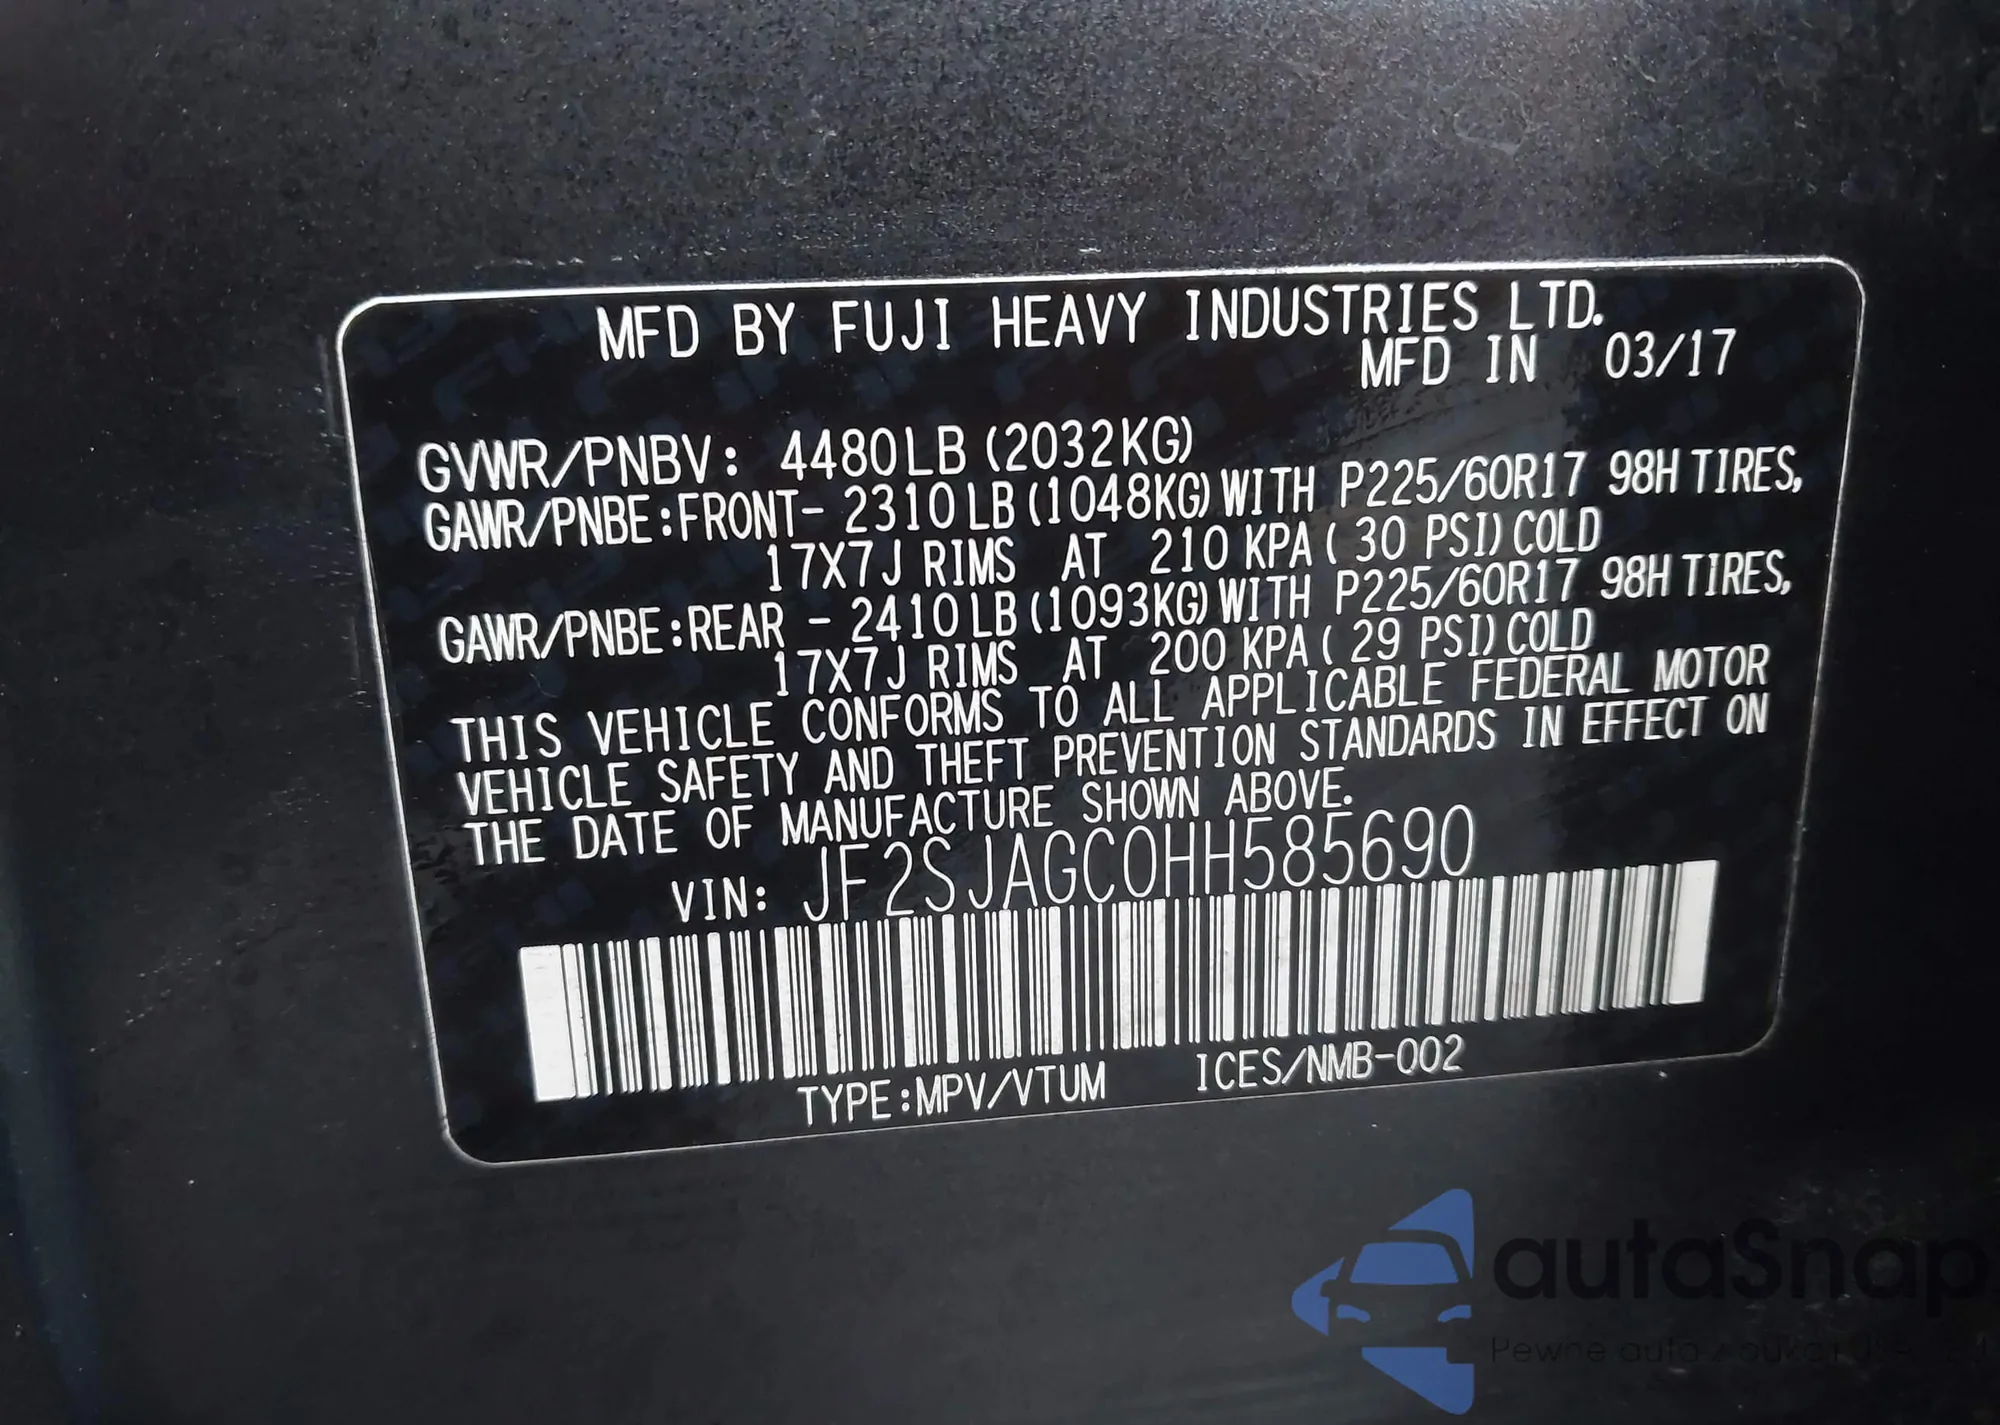 MFD BY FUJI HEAVY INDUSTRIES LTD.
MFD IN 03/17
GVWR/PNBV: 4480LB (2032KG)
GAWR/PNBE:FRONT- 2310LB (1048KG) WITH P225/60R17 98H TIRES,
17X7J RIMS AT 210 KPA ( 30 PSI) COLD
GAWR/PNBE:REAR - 2410LB (1093KG) WITH P225/60R17 98H TIRES,
17X7J RIMS AT 200 KPA ( 29 PSI) COLD
THIS VEHICLE CONFORMS TO ALL APPLICABLE FEDERAL MOTOR
VEHICLE SAFETY AND THEFT PREVENTION STANDARDS IN EFFECT ON
THE DATE OF MANUFACTURE SHOWN ABOVE.
VIN: JF2SJAGC0HH585690
TYPE:MPV/VTUM ICES/NMB-002
autaSnap
Pewne auta z